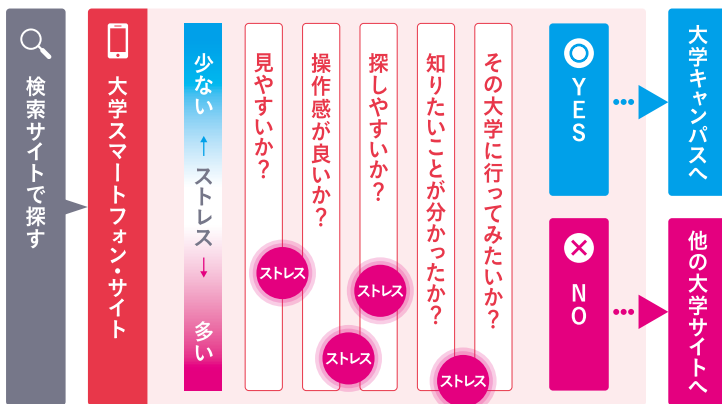 検索サイトで探す
大学スマートフォン・サイト
少ない
ストレス
多い
見やすいか?
操作感が良いか?
探しやすいか?
知りたいことが分かったか?
その大学に行ってみたいか?
ストレス
ストレス
ストレス
ストレス
YES
大学キャンパスへ
NO
他の大学サイトへ